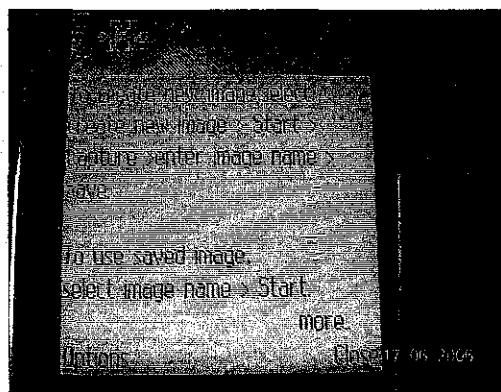 To create new image select
Create new image > Start >
Capture >enter image name >
save.
To use saved image,
select image name > Start.
more.
Options Close 17 06 2006